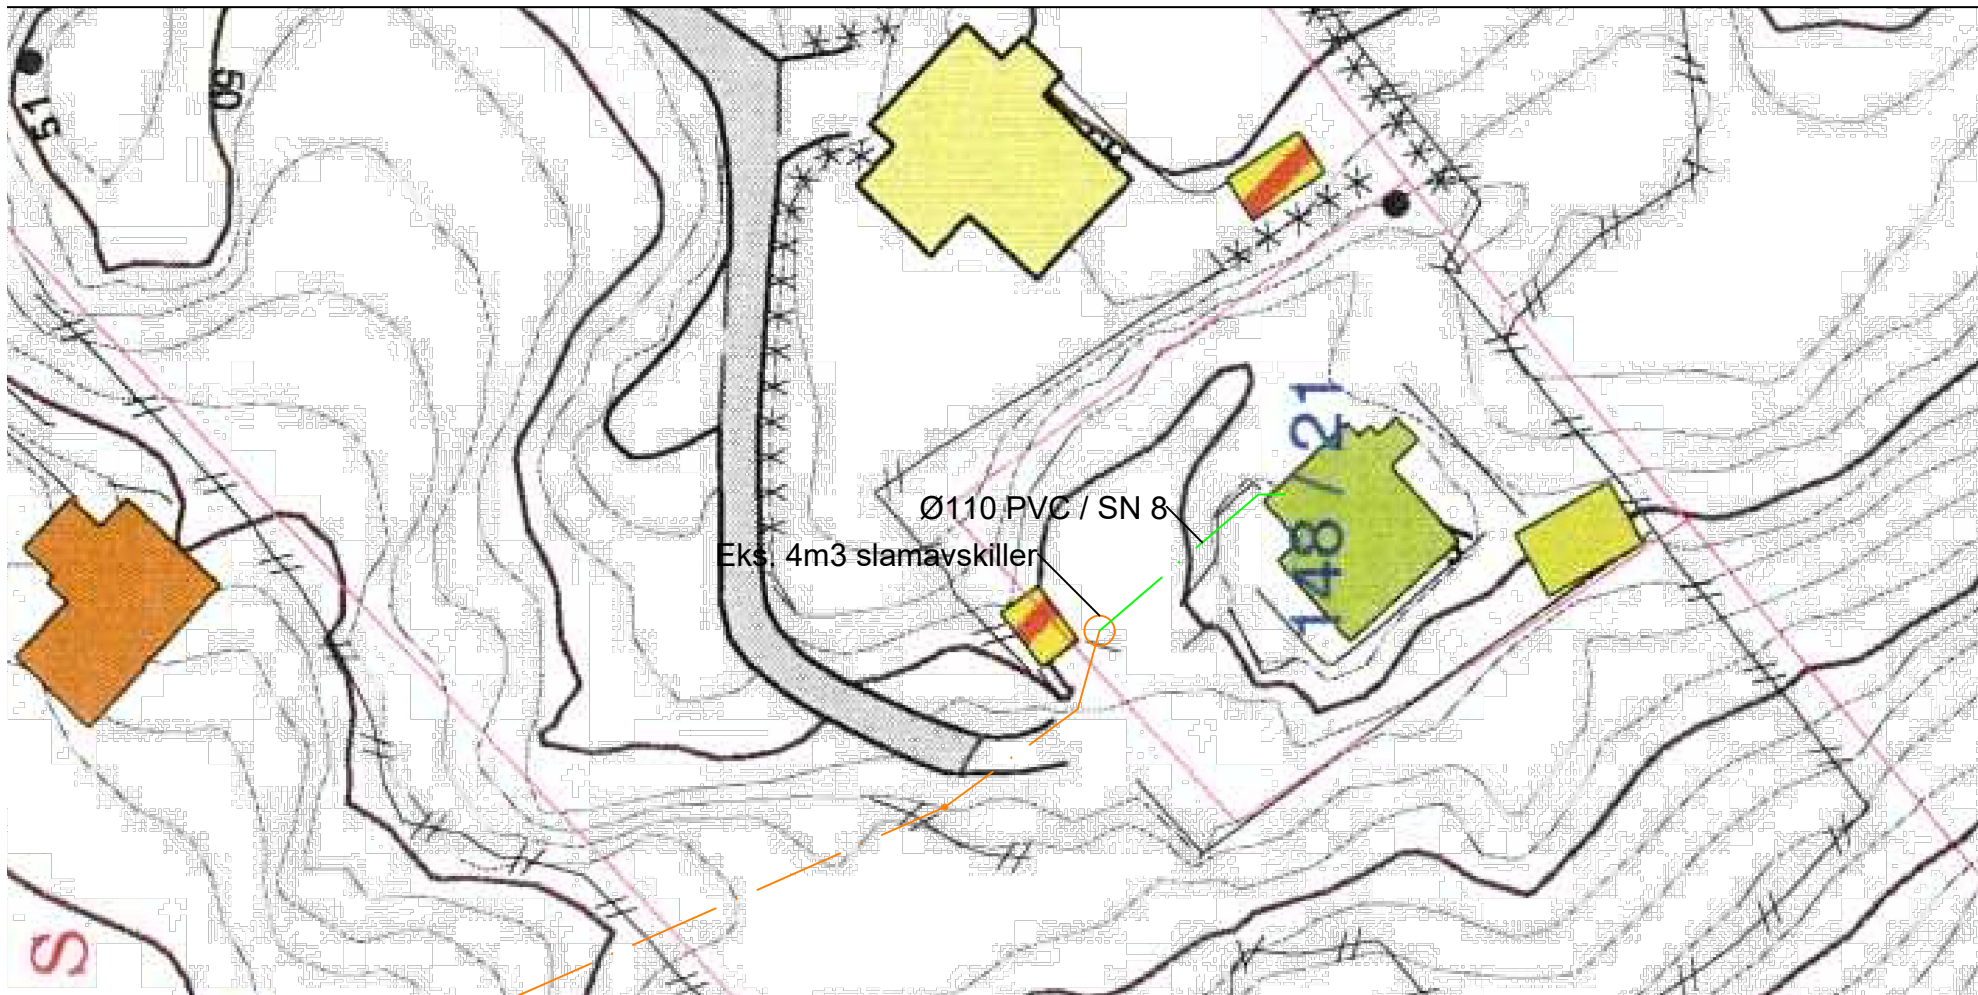 50
51
148 / 21
Ø110 PVC / SN 8
Eks. 4m3 slamavskiller
S